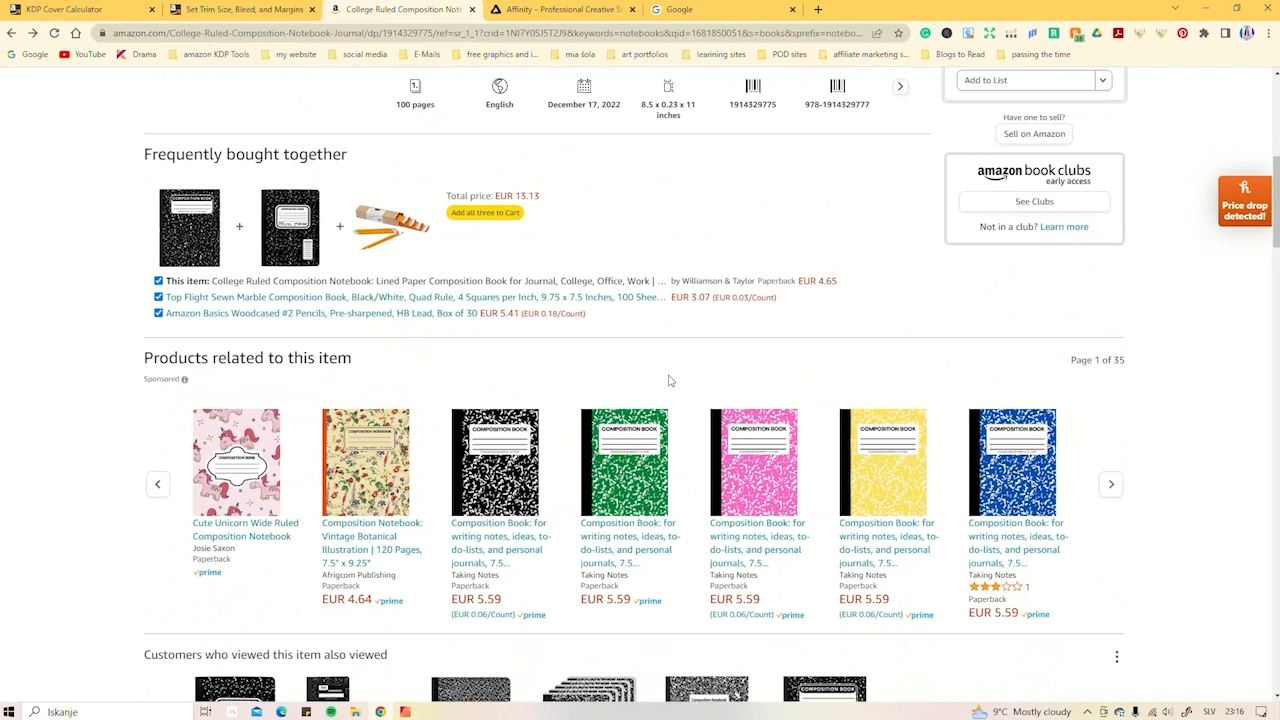 KDP Cover Calculator
Set Trim Size, Bleed, and Margins
College Ruled Composition Note
Affinity – Professional Creative S
Google
amazon.com/College-Ruled-Composition-Notebook-Journal/dp/1914329775/ref=sr_1_1?crid=1NI7Y0SJ5T2J9&keywords=notebooks&qid=1681850051&s=books&sprefix=notebo...
Google
YouTube
Drama
amazon KDP Tools
my website
social media
E-Mails
free graphics and i...
mia šola
art portfolios
learining sites
POD sites
affiliate marketing s...
Blogs to Read
passing the time
Add to List
100 pages
English
December 17, 2022
8.5 x 0.23 x 11
inches
1914329775
978-1914329777
Have one to sell?
Sell on Amazon
Frequently bought together
amazon book clubs
early access
See Clubs
Not in a club? Learn more
Price drop
detected!
COMPOSITION BOOK
Total price: EUR 13.13
Add all three to Cart
This item: College Ruled Composition Notebook: Lined Paper Composition Book for Journal, College, Office, Work | ... by Williamson & Taylor Paperback EUR 4.65
Top Flight Sewn Marble Composition Book, Black/White, Quad Rule, 4 Squares per Inch, 9.75 x 7.5 Inches, 100 Shee... EUR 3.07 (EUR 0.03/Count)
Amazon Basics Woodcased #2 Pencils, Pre-sharpened, HB Lead, Box of 30 EUR 5.41 (EUR 0.18/Count)
Products related to this item
Page 1 of 35
Sponsored
COMPOSITION BOOK
COMPOSITION NOTEBOOK
COMPOSITION BOOK
COMPOSITION BOOK
COMPOSITION BOOK
COMPOSITION BOOK
COMPOSITION BOOK
Cute Unicorn Wide Ruled
Composition Notebook
Josie Saxon
Paperback
prime
Composition Notebook:
Vintage Botanical
Illustration | 120 Pages,
7.5" x 9.25"
Afrigcom Publishing
Paperback
EUR 4.64 prime
Composition Book: for
writing notes, ideas, to-
do-lists, and personal
journals, 7.5...
Taking Notes
Paperback
EUR 5.59
(EUR 0.06/Count) prime
Composition Book: for
writing notes, ideas, to-
do-lists, and personal
journals, 7.5...
Taking Notes
Paperback
EUR 5.59 prime
Composition Book: for
writing notes, ideas, to-
do-lists, and personal
journals, 7.5...
Taking Notes
Paperback
EUR 5.59
(EUR 0.06/Count) prime
Composition Book: for
writing notes, ideas, to-
do-lists, and personal
journals, 7.5...
Taking Notes
Paperback
EUR 5.59
(EUR 0.06/Count) prime
Composition Book: for
writing notes, ideas, to-
do-lists, and personal
journals, 7.5...
Taking Notes
1
Paperback
EUR 5.59 prime
Customers who viewed this item also viewed
Iskanje
9°C Mostly cloudy
SLV
23:16